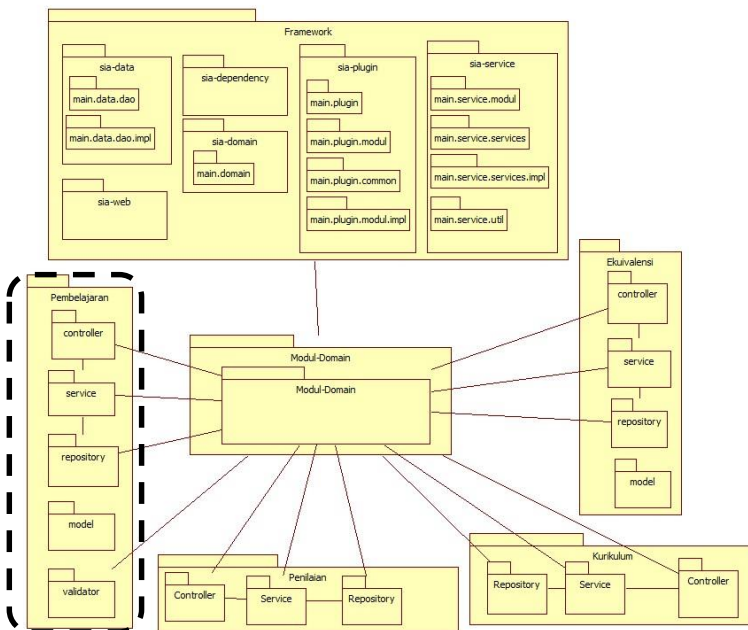 Framework
sia-data
main.data.dao
main.data.dao.impl
sia-dependency
sia-domain
main.domain
sia-web
sia-plugin
main.plugin
main.plugin.modul
main.plugin.common
main.plugin.modul.impl
sia-service
main.service.modul
main.service.services
main.service.services.impl
main.service.util
Pembelajaran
controller
service
repository
model
validator
Modul-Domain
Modul-Domain
Ekuivalensi
controller
service
repository
model
Penilaian
Controller
Service
Repository
Kurikulum
Repository
Service
Controller